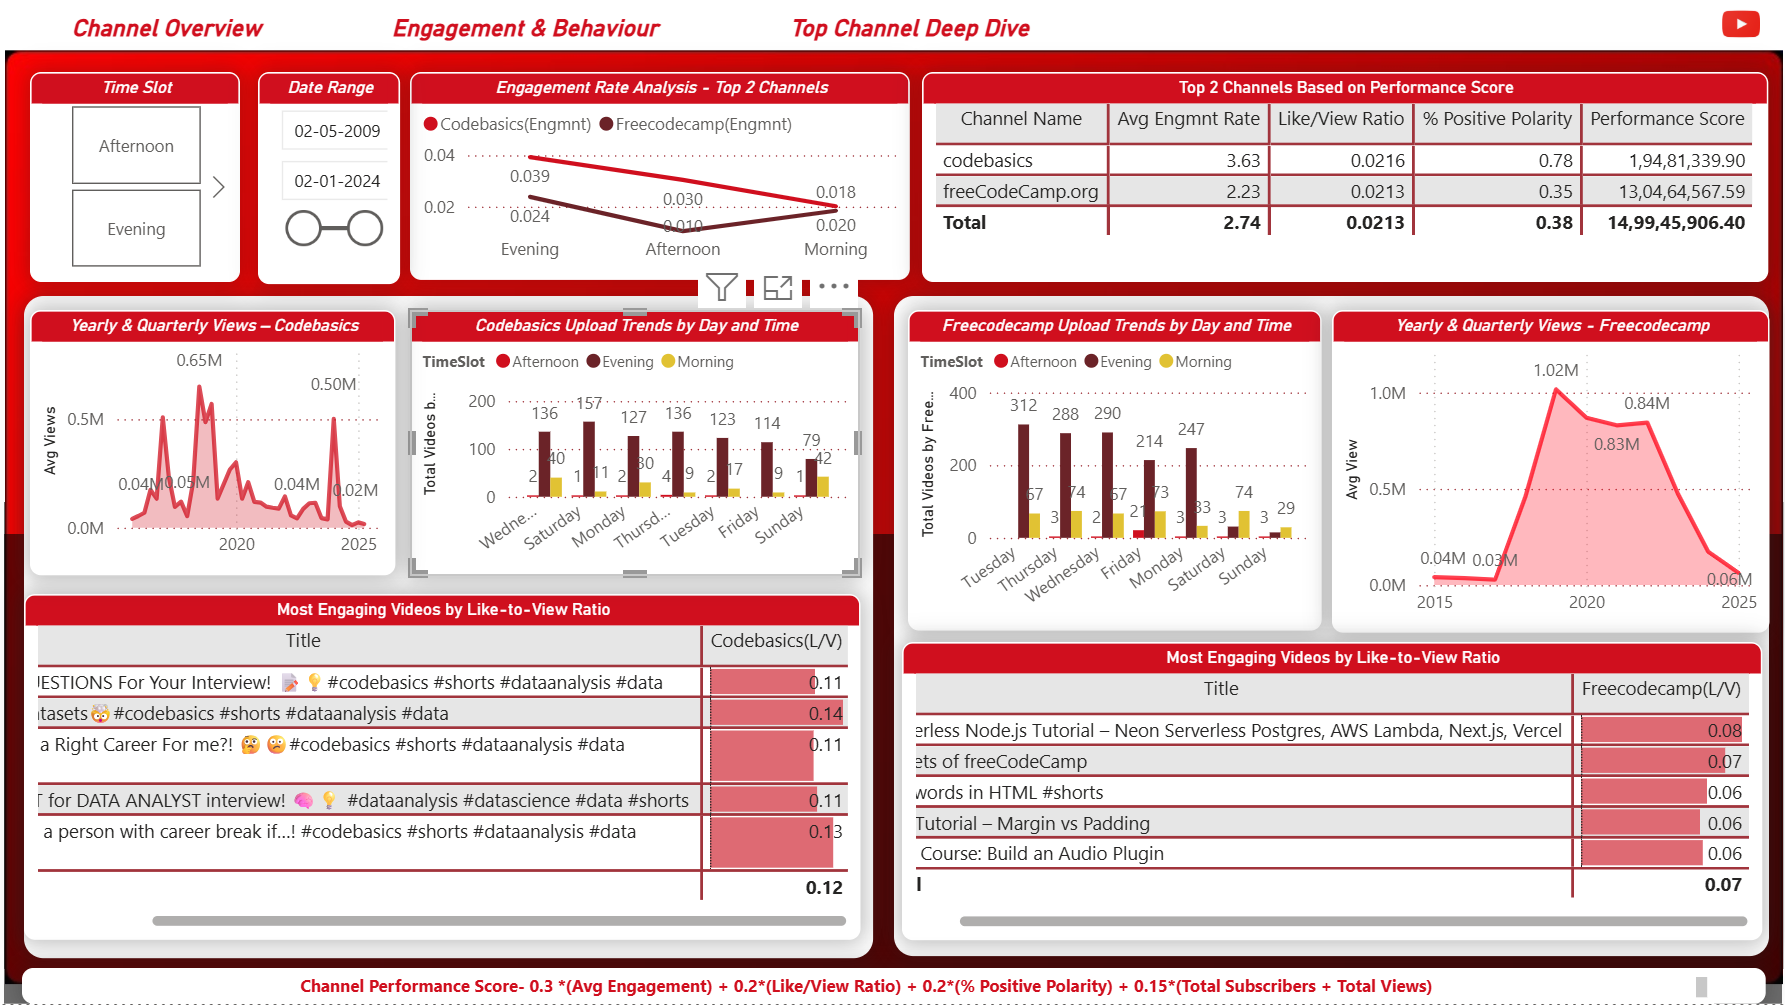 Channel Overview
Engagement & Behaviour
Top Channel Deep Dive
Time Slot
Afternoon
Evening
Date Range
02-05-2009
02-01-2024
Engagement Rate Analysis - Top 2 Channels
Codebasics(Engmnt) Freecodecamp(Engmnt)
0.04
0.02
0.039
0.030
0.018
0.024
0.010
0.020
Evening Afternoon Morning
Top 2 Channels Based on Performance Score
Channel Name Avg Engmnt Rate Like/View Ratio % Positive Polarity Performance Score
codebasics 3.63 0.0216 0.78 1,94,81,339.90
freeCodeCamp.org 2.23 0.0213 0.35 13,04,64,567.59
Total 2.74 0.0213 0.38 14,99,45,906.40
Yearly & Quarterly Views – Codebasics
Avg Views
0.5M
0.0M
0.65M
0.50M
0.04M
0.05M
0.04M
0.02M
2020 2025
Codebasics Upload Trends by Day and Time
TimeSlot Afternoon Evening Morning
Total Videos b...
200
100
0
136 157 127 136 123 114 79
2 40 1 11 2 30 4 9 2 17 9 1 42
Wedne... Saturday Monday Thursd... Tuesday Friday Sunday
Freecodecamp Upload Trends by Day and Time
TimeSlot Afternoon Evening Morning
Total Videos by Free...
400
200
0
312 288 290 214 247
67 3 74 2 67 21 73 3 33 3 74 3 29
Tuesday Thursday Wednesday Friday Monday Saturday Sunday
Yearly & Quarterly Views - Freecodecamp
Avg View
1.0M
0.5M
0.0M
1.02M
0.84M
0.83M
0.04M
0.03M
0.06M
2015 2020 2025
Most Engaging Videos by Like-to-View Ratio
Title Codebasics(L/V)
UESTIONS For Your Interview! 📝 💡 #codebasics #shorts #dataanalysis #data 0.11
tasets🤯#codebasics #shorts #dataanalysis #data 0.14
a Right Career For me?! 🤔 😕#codebasics #shorts #dataanalysis #data 0.11
T for DATA ANALYST interview! 🧠 💡 #dataanalysis #datascience #data #shorts 0.11
a person with career break if...! #codebasics #shorts #dataanalysis #data 0.13
0.12
Most Engaging Videos by Like-to-View Ratio
Title Freecodecamp(L/V)
erless Node.js Tutorial – Neon Serverless Postgres, AWS Lambda, Next.js, Vercel 0.08
ets of freeCodeCamp 0.07
words in HTML #shorts 0.06
Tutorial – Margin vs Padding 0.06
Course: Build an Audio Plugin 0.06
l 0.07
Channel Performance Score- 0.3 *(Avg Engagement) + 0.2*(Like/View Ratio) + 0.2*(% Positive Polarity) + 0.15*(Total Subscribers + Total Views)